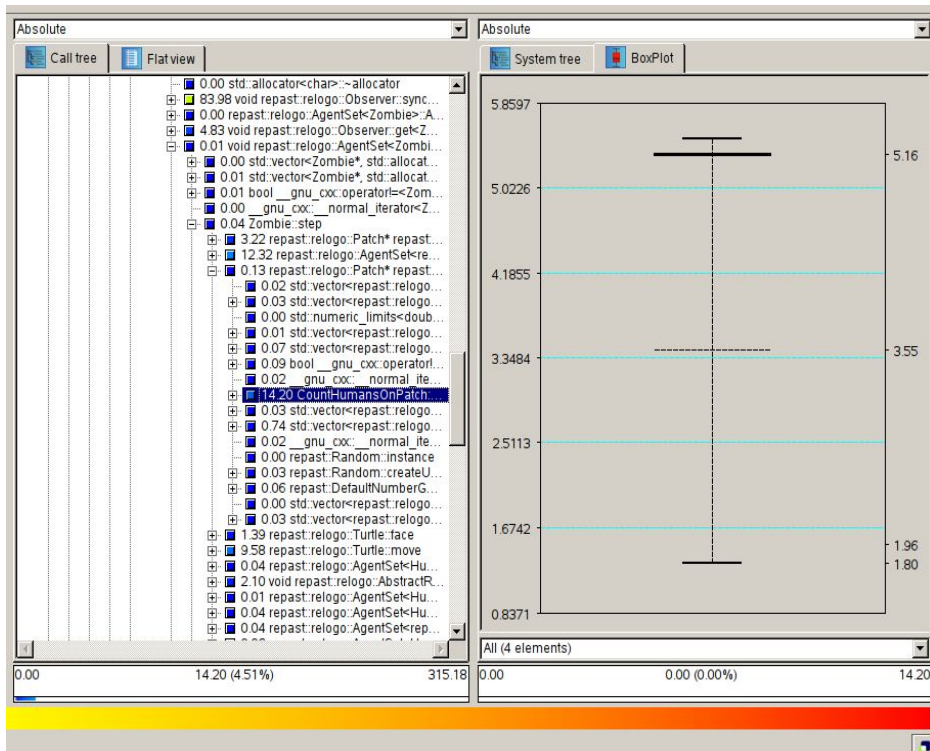 Absolute
Call tree
Flat view
0.00 std::allocator<char>::~allocator
83.98 void repast::relogo::Observer::sync...
0.00 repast::relogo::AgentSet<Zombie>::A...
4.83 void repast::relogo::Observer::get<Z...
0.01 void repast::relogo::AgentSet<Zombi...
0.00 std::vector<Zombie*, std::allocat...
0.01 std::vector<Zombie*, std::allocat...
0.01 bool __gnu_cxx::operator!=<Zom...
0.00 __gnu_cxx::__normal_iterator<Z...
0.04 Zombie::step
3.22 repast::relogo::Patch* repast:...
12.32 repast::relogo::AgentSet<re...
0.13 repast::relogo::Patch* repast:...
0.02 std::vector<repast::relogo...
0.03 std::vector<repast::relogo...
0.00 std::numeric_limits<doub...
0.01 std::vector<repast::relogo...
0.07 std::vector<repast::relogo...
0.09 bool __gnu_cxx::operator!...
0.02 __gnu_cxx::__normal_ite...
14.20 CountHumansOnPatch:...
0.03 std::vector<repast::relogo...
0.74 std::vector<repast::relogo...
0.02 __gnu_cxx::__normal_ite...
0.00 repast::Random::instance
0.03 repast::Random::createU...
0.06 repast::DefaultNumberG...
0.00 std::vector<repast::relogo...
0.03 std::vector<repast::relogo...
1.39 repast::relogo::Turtle::face
9.58 repast::relogo::Turtle::move
0.04 repast::relogo::AgentSet<Hu...
2.10 void repast::relogo::AbstractR...
0.01 repast::relogo::AgentSet<Hu...
0.04 repast::relogo::AgentSet<Hu...
0.04 repast::relogo::AgentSet<rep...
0.00 14.20 (4.51%) 315.18
Absolute
System tree
BoxPlot
5.8597
5.16
5.0226
4.1855
3.55
3.3484
2.5113
1.6742
1.96
1.80
0.8371
All (4 elements)
0.00 0.00 (0.00%) 14.20